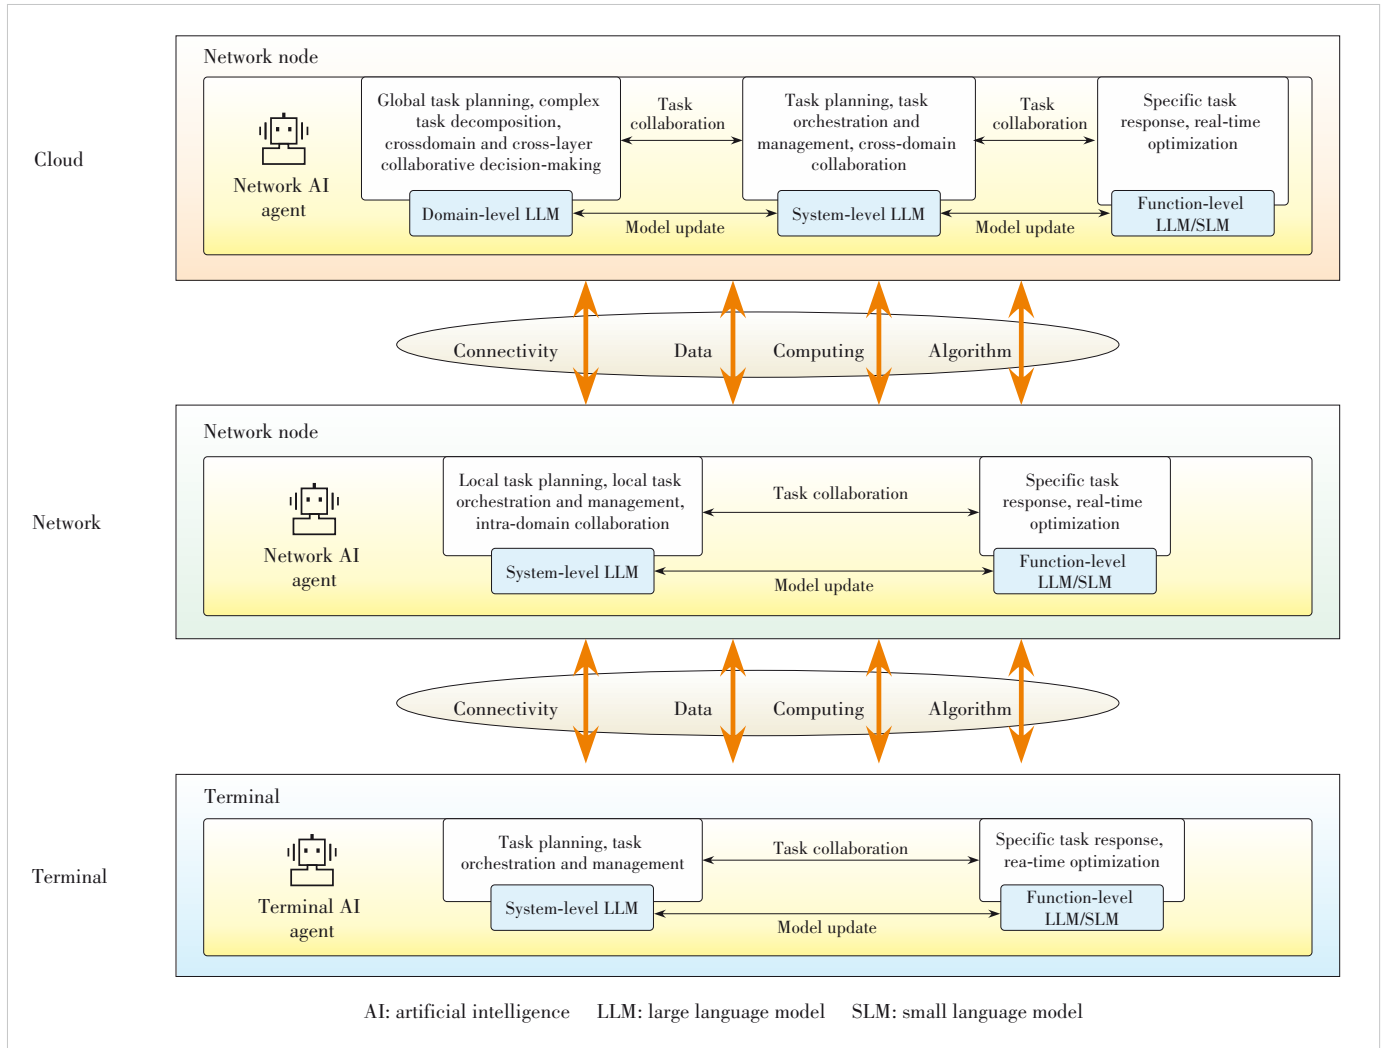 Network node
Cloud
Network AI
agent
Global task planning, complex
task decomposition,
crossdomain and cross-layer
collaborative decision-making
Domain-level LLM
Task
collaboration
Model update
Task planning, task
orchestration and
management, cross-domain
collaboration
System-level LLM
Task
collaboration
Model update
Specific task
response, real-time
optimization
Function-level
LLM/SLM
Connectivity
Data
Computing
Algorithm
Network node
Network
Network AI
agent
Local task planning, local task
orchestration and management,
intra-domain collaboration
System-level LLM
Task collaboration
Model update
Specific task
response, real-time
optimization
Function-level
LLM/SLM
Connectivity
Data
Computing
Algorithm
Terminal
Terminal
Terminal AI
agent
Task planning, task
orchestration and management
System-level LLM
Task collaboration
Model update
Specific task response,
rea-time optimization
Function-level
LLM/SLM
AI: artificial intelligence LLM: large language model SLM: small language model